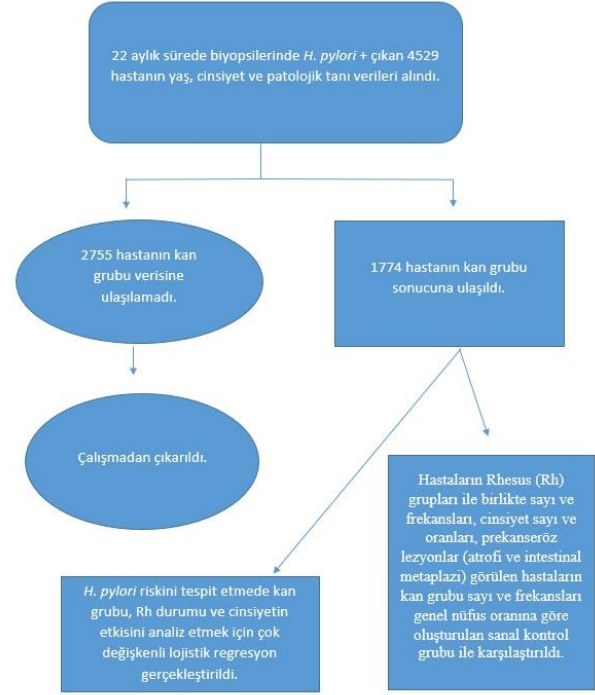 22 aylık sürede biyopsilerinde H. pylori + çıkan 4529
hastanın yaş, cinsiyet ve patolojik tanı verileri alındı.
2755 hastanın kan
grubu verisine
ulaşılamadı.
1774 hastanın kan grubu
sonucuna ulaşıldı.
Çalışmadan çıkarıldı.
Hastaların Rhesus (Rh)
grupları ile birlikte sayı ve
frekansları, cinsiyet sayı ve
oranları, prekanseröz
lezyonlar (atrofi ve intestinal
metaplazi) görülen hastaların
kan grubu sayı ve frekansları
genel nüfus oranına göre
oluşturulan sanal kontrol
grubu ile karşılaştırıldı.
H. pylori riskini tespit etmede kan
grubu, Rh durumu ve cinsiyetin
etkisini analiz etmek için çok
değişkenli lojistik regresyon
gerçekleştirildi.